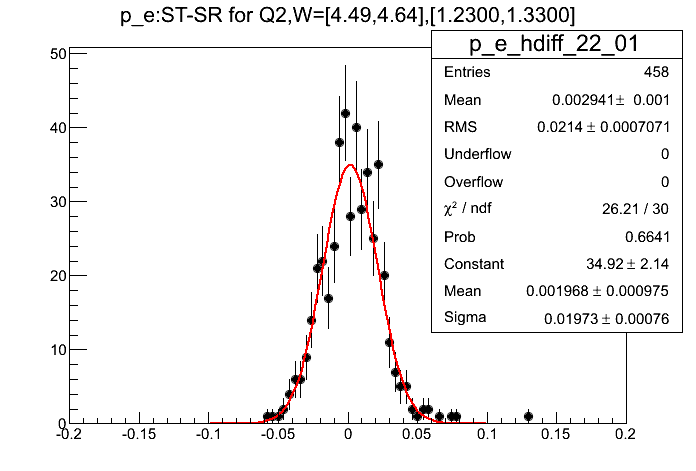 p_e:ST-SR for Q2,W=[4.49,4.64],[1.2300,1.3300]
p_e_hdiff_22_01
Entries 458
Mean 0.002941± 0.001
RMS 0.0214 ± 0.0007071
Underflow 0
Overflow 0
χ² / ndf 26.21 / 30
Prob 0.6641
Constant 34.92 ± 2.14
Mean 0.001968 ± 0.000975
Sigma 0.01973 ± 0.00076
50
40
30
20
10
0
-0.2 -0.15 -0.1 -0.05 0 0.05 0.1 0.15 0.2